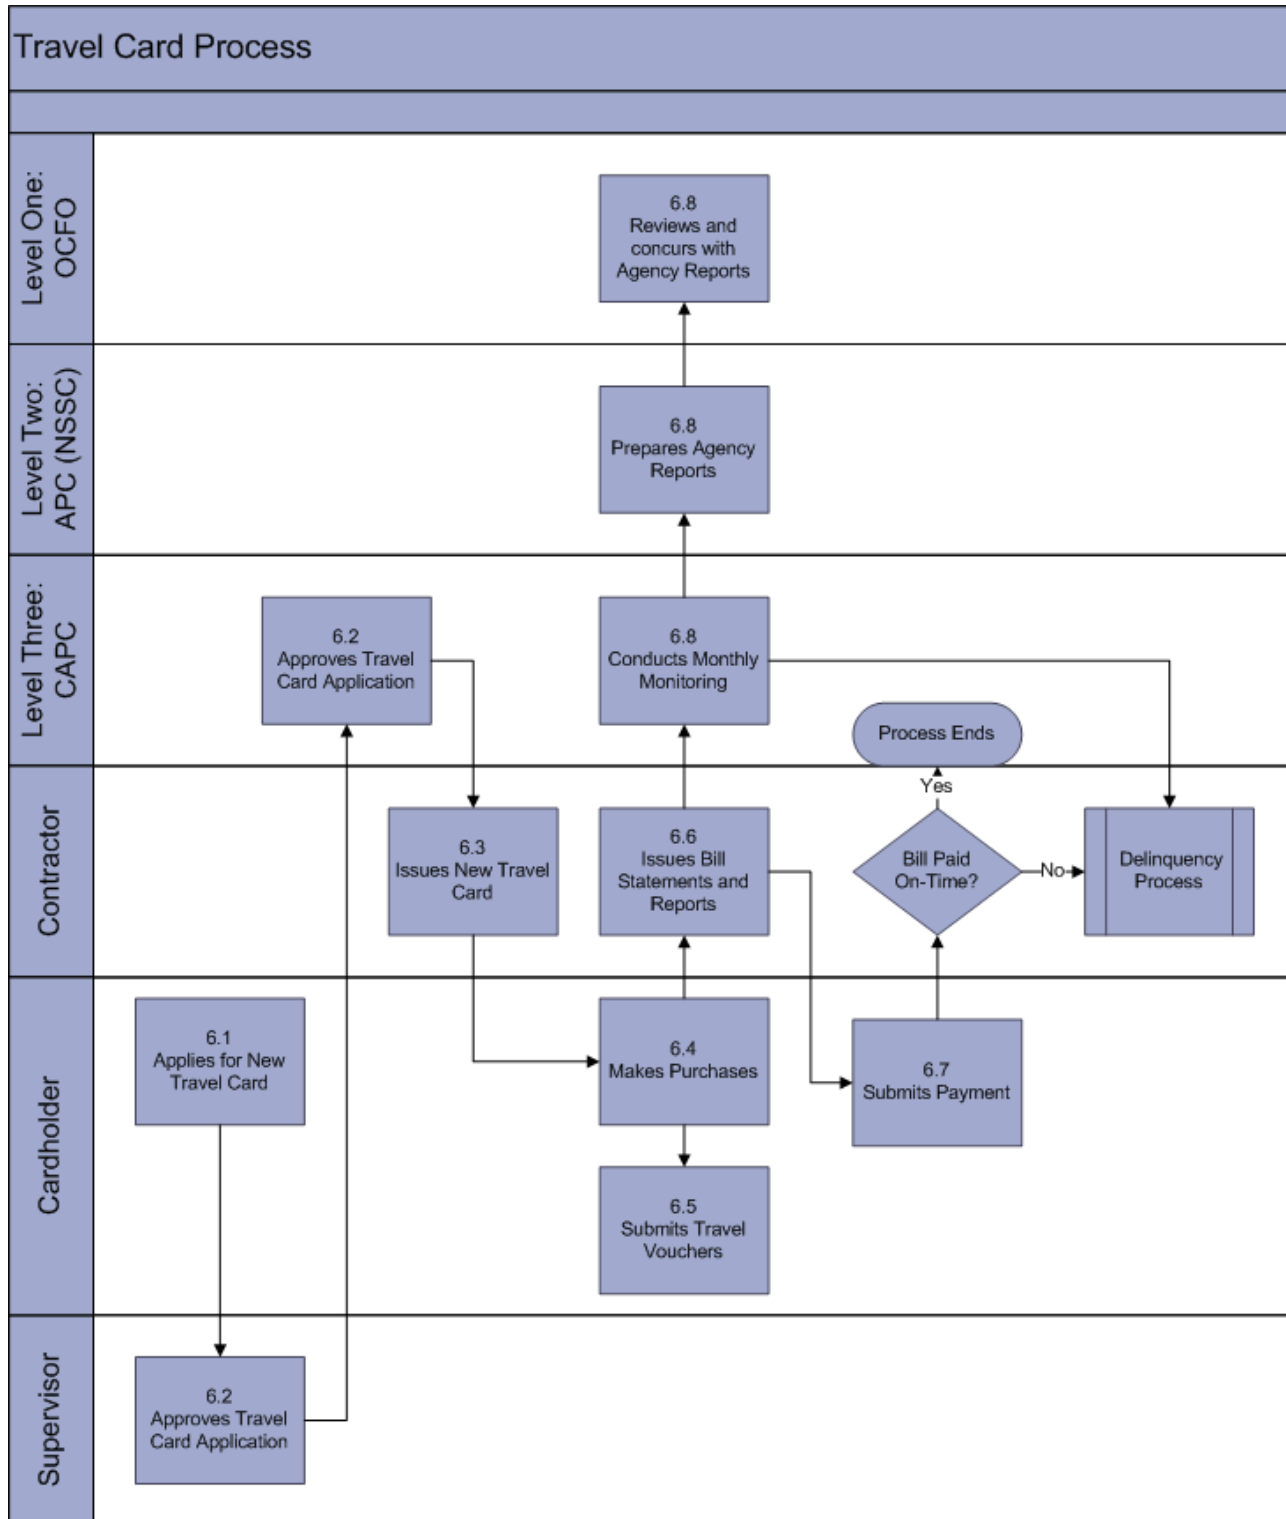 Travel Card Process
Level One:
OCFO
6.8
Reviews and
concurs with
Agency Reports
Level Two:
APC (NSSC)
6.8
Prepares Agency
Reports
Level Three:
CAPC
6.2
Approves Travel
Card Application
6.8
Conducts Monthly
Monitoring
Process Ends
Contractor
6.3
Issues New Travel
Card
6.6
Issues Bill
Statements and
Reports
Yes
Bill Paid
On-Time?
No
Delinquency
Process
Cardholder
6.1
Applies for New
Travel Card
6.4
Makes Purchases
6.7
Submits Payment
6.5
Submits Travel
Vouchers
Supervisor
6.2
Approves Travel
Card Application